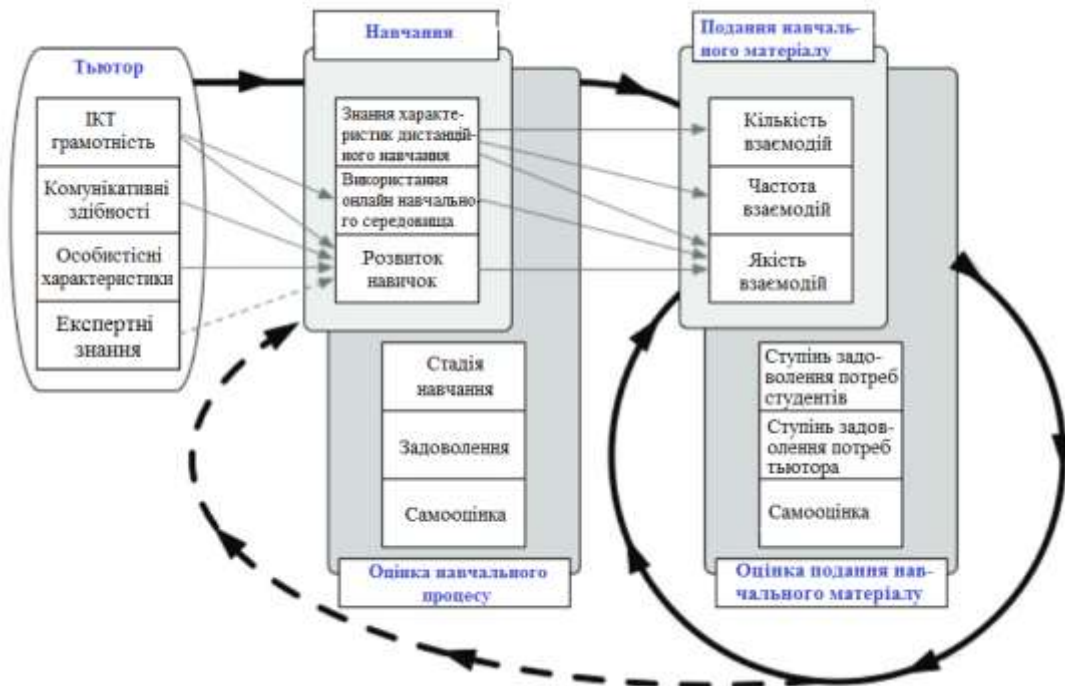 Тьютор
ІКТ
грамотність
Комунікативні
здібності
Особистісні
характеристики
Експертні
знання
Навчання
Знання характе-
ристик дистанцій-
ного навчання
Використання
онлайн навчально-
го середовища
Розвиток
навичок
Стадія
навчання
Задоволення
Самооцінка
Оцінка навчального
процесу
Подання навчаль-
ного матеріалу
Кількість
взаємодій
Частота
взаємодій
Якість
взаємодій
Ступінь задо-
волення потреб
студентів
Ступінь задов-
олення потреб
тьютора
Самооцінка
Оцінка подання нав-
чального матеріалу